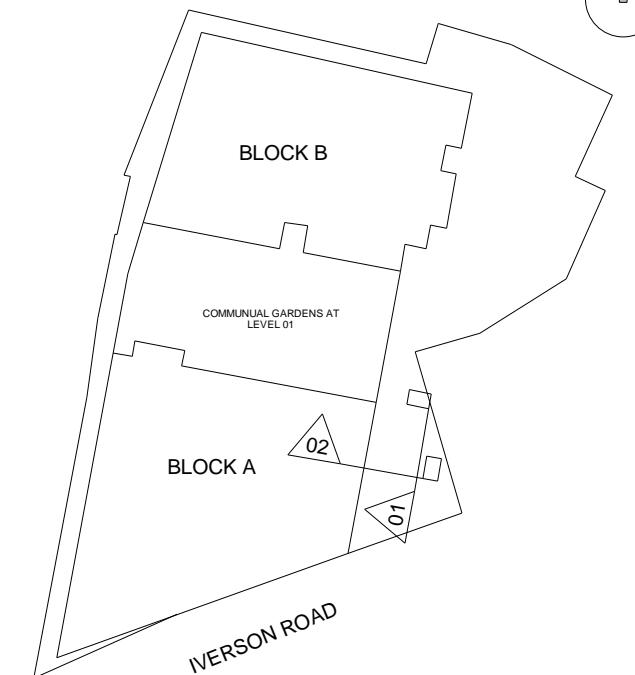 BLOCK B
COMMUNUAL GARDENS AT
LEVEL 01
02
BLOCK A
01
IVERSON ROAD